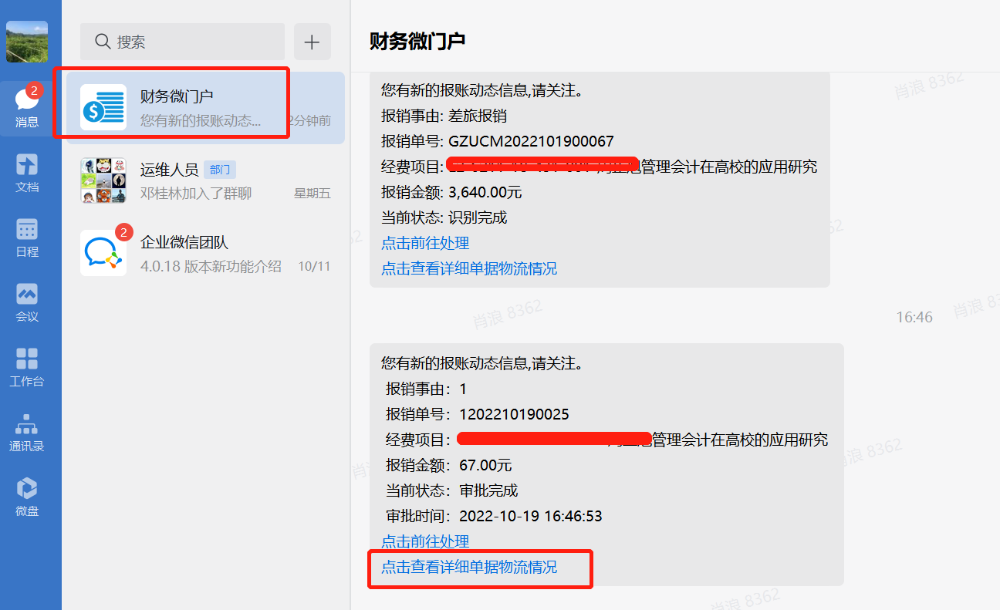 搜索
2
消息
文档
日程
会议
工作台
通讯录
微盘
财务微门户
您有新的报账动态...
2分钟前
运维人员 部门
邓桂林加入了群聊
星期五
2
企业微信团队
4.0.18 版本新功能介绍
10/11
财务微门户
您有新的报账动态信息,请关注。
报销事由: 差旅报销
报销单号: GZUCM2022101900067
经费项目: 管理会计在高校的应用研究
报销金额: 3,640.00元
当前状态: 识别完成
点击前往处理
点击查看详细单据物流情况
16:46
您有新的报账动态信息,请关注。
报销事由：1
报销单号：1202210190025
经费项目：管理会计在高校的应用研究
报销金额：67.00元
当前状态：审批完成
审批时间：2022-10-19 16:46:53
点击前往处理
点击查看详细单据物流情况
肖浪 8362
肖浪 8362
肖浪 8362